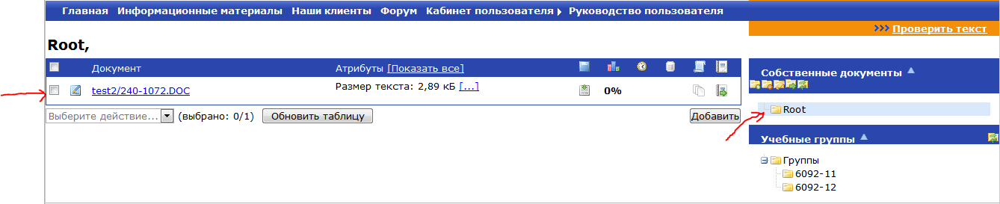 Главная Информационные материалы Наши клиенты Форум Кабинет пользователя Руководство пользователя
>>> Проверить текст
Root,
Документ Атрибуты [Показать все]
test2/240-1072.DOC Размер текста: 2,89 кБ [...] 0%
Выберите действие... (выбрано: 0/1) Обновить таблицу Добавить
Собственные документы
Root
Учебные группы
Группы
6092-11
6092-12